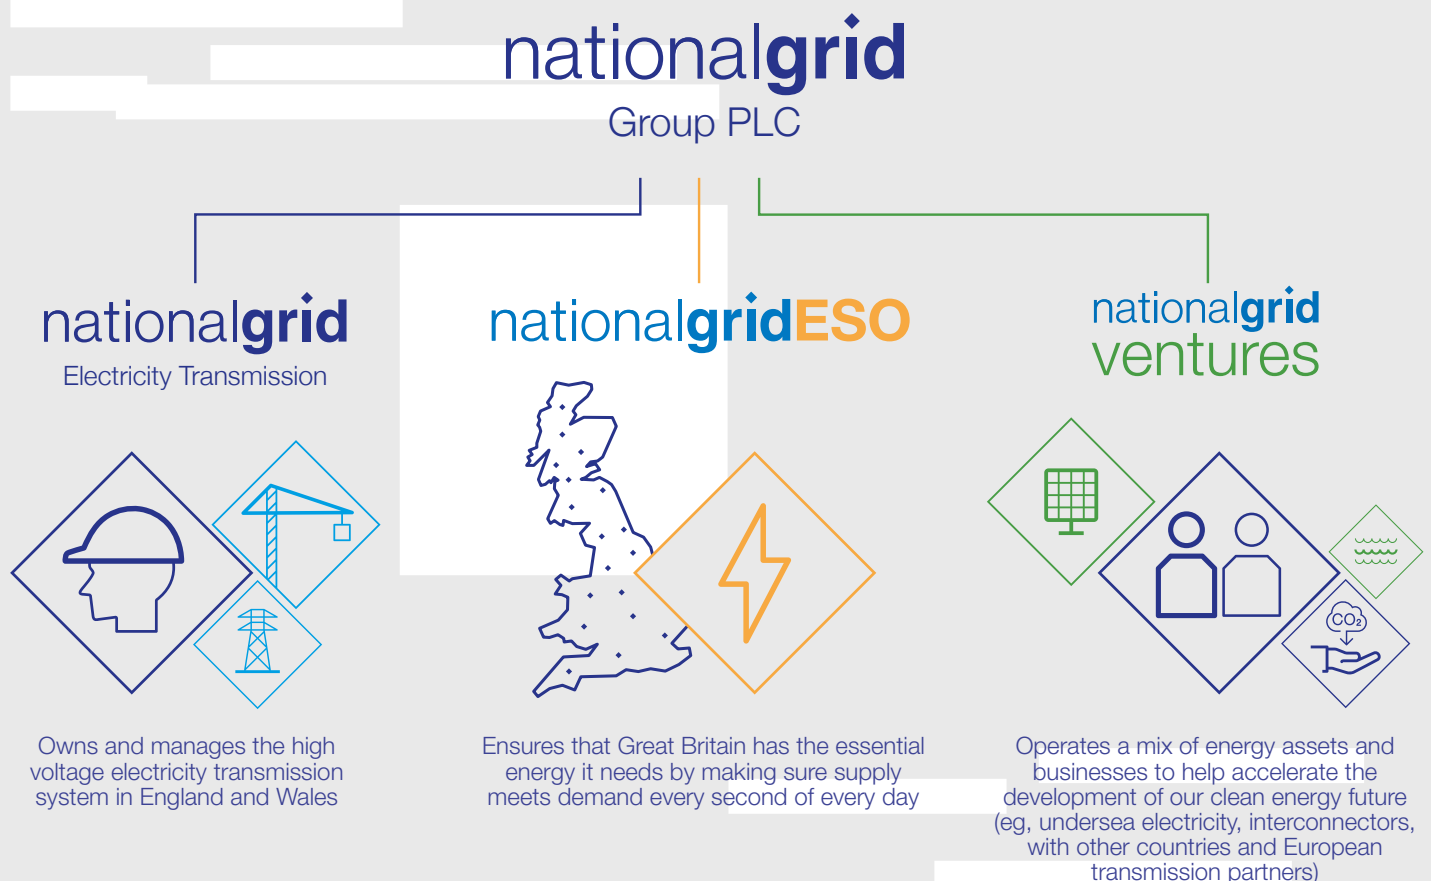 nationalgrid
Group PLC
nationalgrid
Electricity Transmission
nationalgridESO
nationalgrid
ventures
CO₂
Owns and manages the high
voltage electricity transmission
system in England and Wales
Ensures that Great Britain has the essential
energy it needs by making sure supply
meets demand every second of every day
Operates a mix of energy assets and
businesses to help accelerate the
development of our clean energy future
(eg, undersea electricity, interconnectors,
with other countries and European
transmission partners)